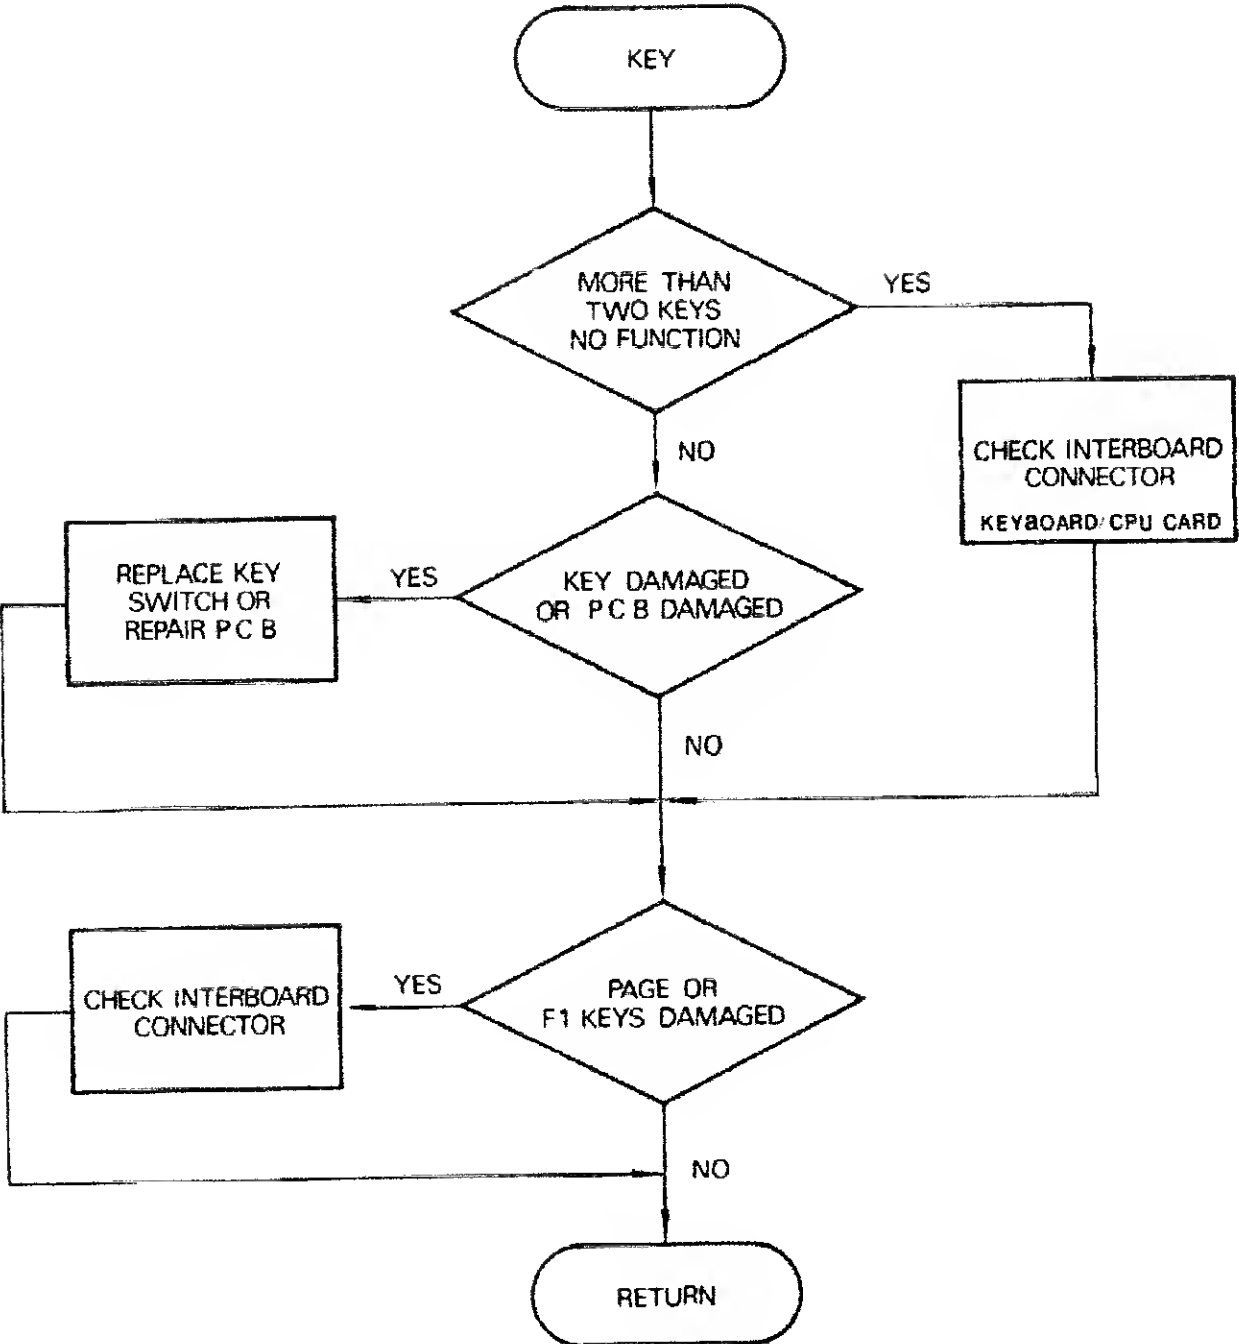 KEY
MORE THAN
TWO KEYS
NO FUNCTION
YES
NO
CHECK INTERBOARD
CONNECTOR
KEYBOARD/CPU CARD
REPLACE KEY
SWITCH OR
REPAIR P C B
YES
KEY DAMAGED
OR P C B DAMAGED
NO
CHECK INTERBOARD
CONNECTOR
YES
PAGE OR
F1 KEYS DAMAGED
NO
RETURN